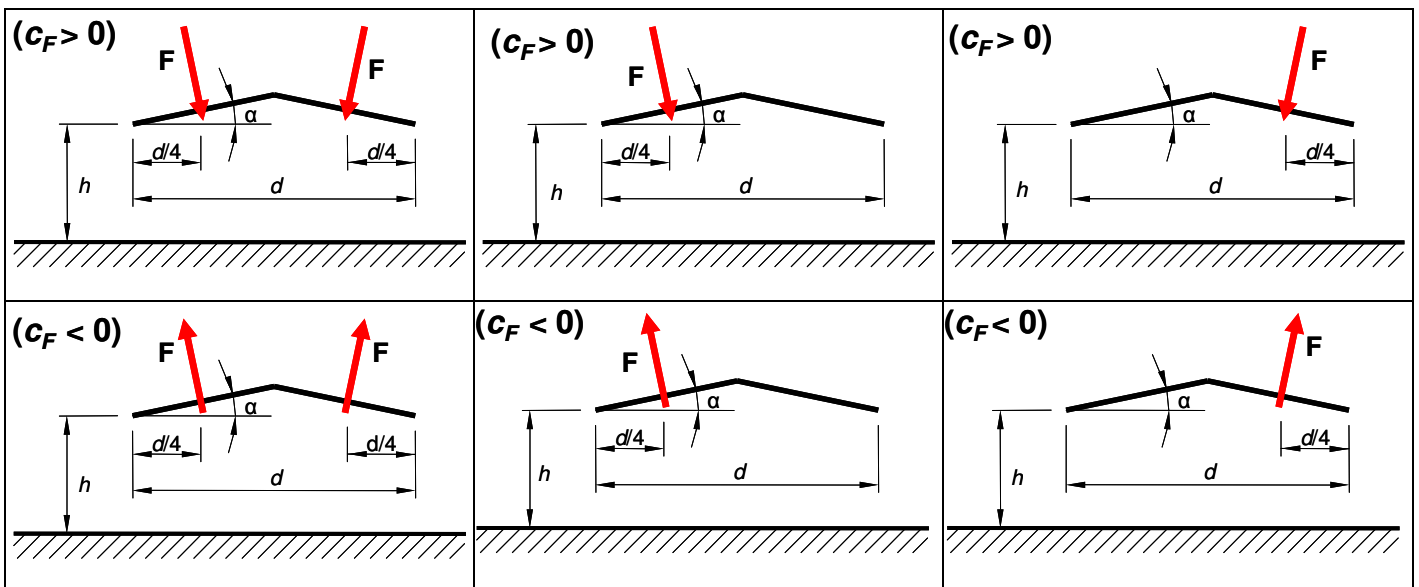 (cF > 0)
F
F
α
d/4
d/4
h
d
(cF > 0)
F
α
d/4
h
d
(cF > 0)
F
α
d/4
h
d
(cF < 0)
F
F
α
d/4
d/4
h
d
(cF < 0)
F
α
d/4
h
d
(cF < 0)
F
α
d/4
h
d